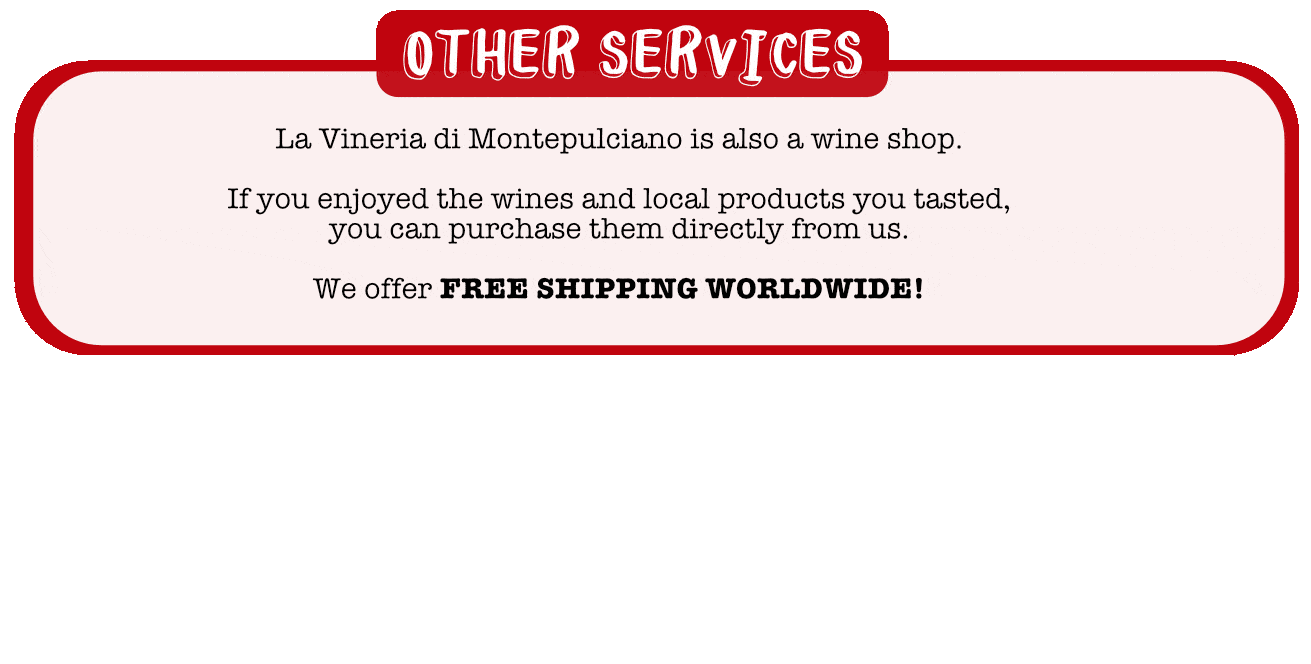 OTHER SERVICES
La Vineria di Montepulciano is also a wine shop.
If you enjoyed the wines and local products you tasted,
you can purchase them directly from us.
We offer FREE SHIPPING WORLDWIDE!